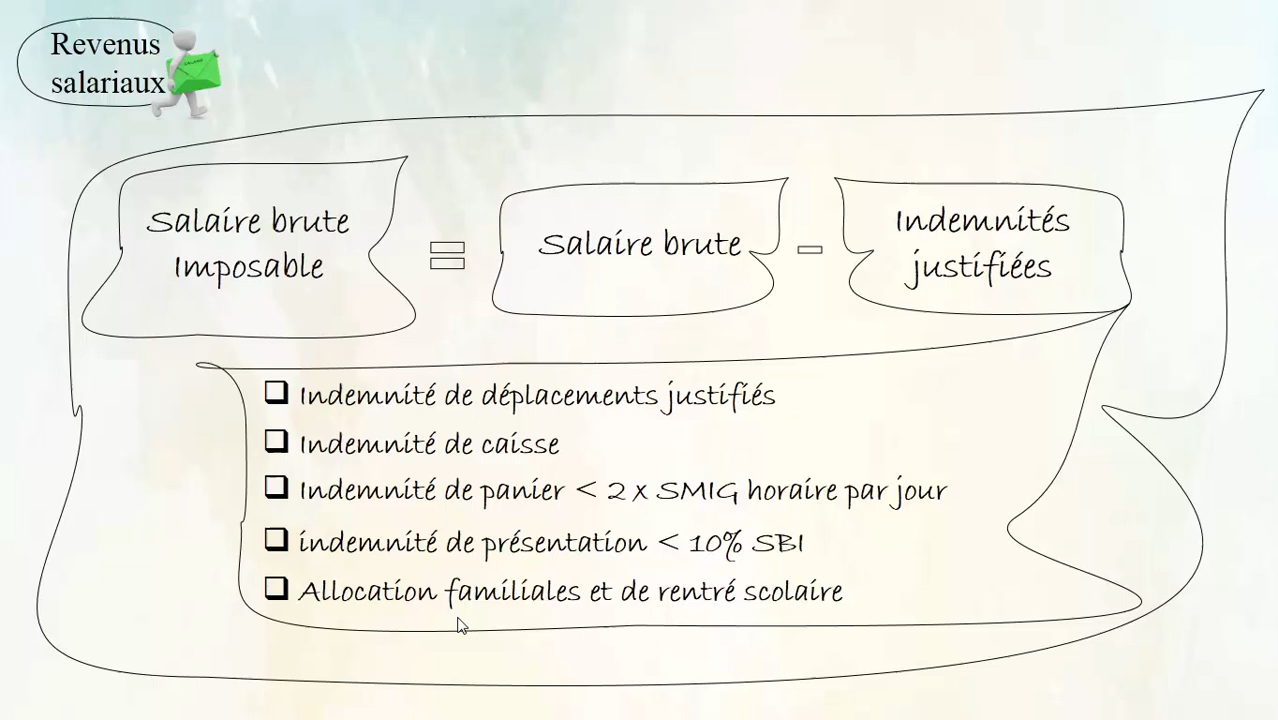 Revenus
salariaux
Salaire brute
Imposable
=
Salaire brute
-
Indemnités
justifiées
❑ Indemnité de déplacements justifiés
❑ Indemnité de caisse
❑ Indemnité de panier < 2 x SMIG horaire par jour
❑ indemnité de présentation < 10% SBI
❑ Allocation familiales et de rentré scolaire